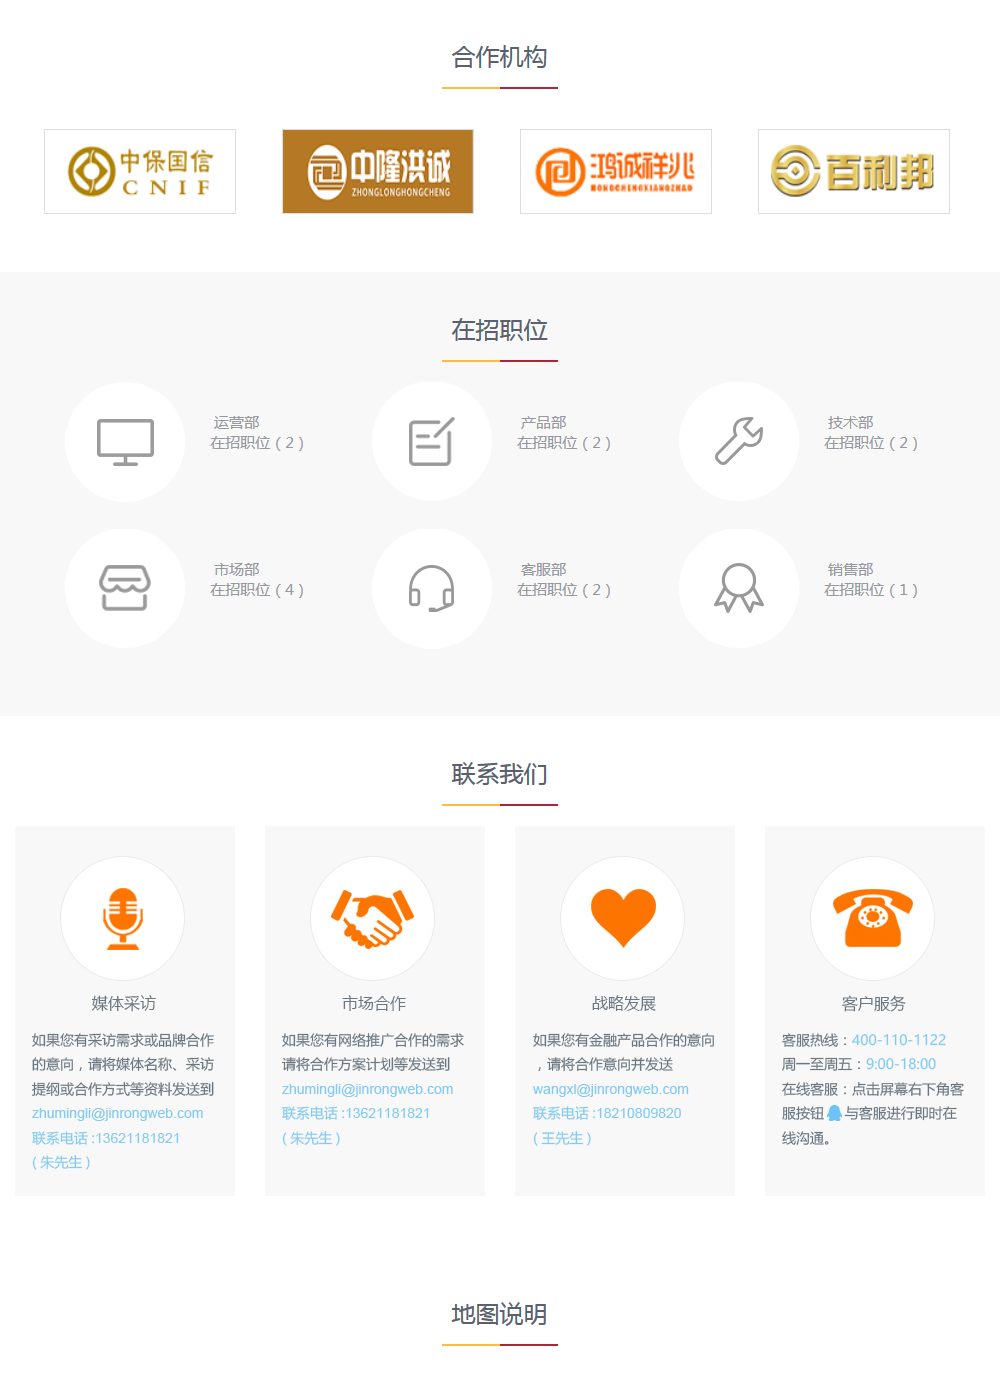 合作机构
中保国信
CNIF
中隆洪诚
ZHONGLONGHONGCHENG
鸿诚祥兆
HONGCHENGXIANGZHAO
百利邦
在招职位
运营部
在招职位 ( 2 )
产品部
在招职位 ( 2 )
技术部
在招职位 ( 2 )
市场部
在招职位 ( 4 )
客服部
在招职位 ( 2 )
销售部
在招职位 ( 1 )
联系我们
媒体采访
如果您有采访需求或品牌合作
的意向，请将媒体名称、采访
提纲或合作方式等资料发送到
zhumingli@jinrongweb.com
联系电话 :13621181821
( 朱先生 )
市场合作
如果您有网络推广合作的需求
请将合作方案计划等发送到
zhumingli@jinrongweb.com
联系电话 :13621181821
( 朱先生 )
战略发展
如果您有金融产品合作的意向
，请将合作意向并发送
wangxl@jinrongweb.com
联系电话 :18210809820
( 王先生 )
客户服务
客服热线：400-110-1122
周一至周五：9:00-18:00
在线客服：点击屏幕右下角客
服按钮 与客服进行即时在
线沟通。
地图说明